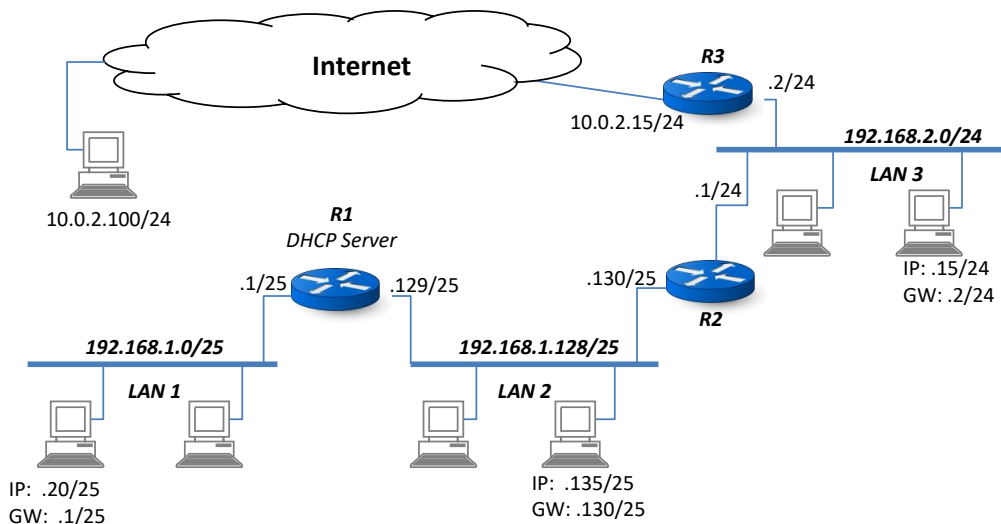 Internet
R3
.2/24
10.0.2.15/24
192.168.2.0/24
LAN 3
.1/24
10.0.2.100/24
R1
DHCP Server
IP: .15/24
GW: .2/24
.1/25
.129/25
.130/25
R2
192.168.1.0/25
192.168.1.128/25
LAN 1
LAN 2
IP: .20/25
GW: .1/25
IP: .135/25
GW: .130/25